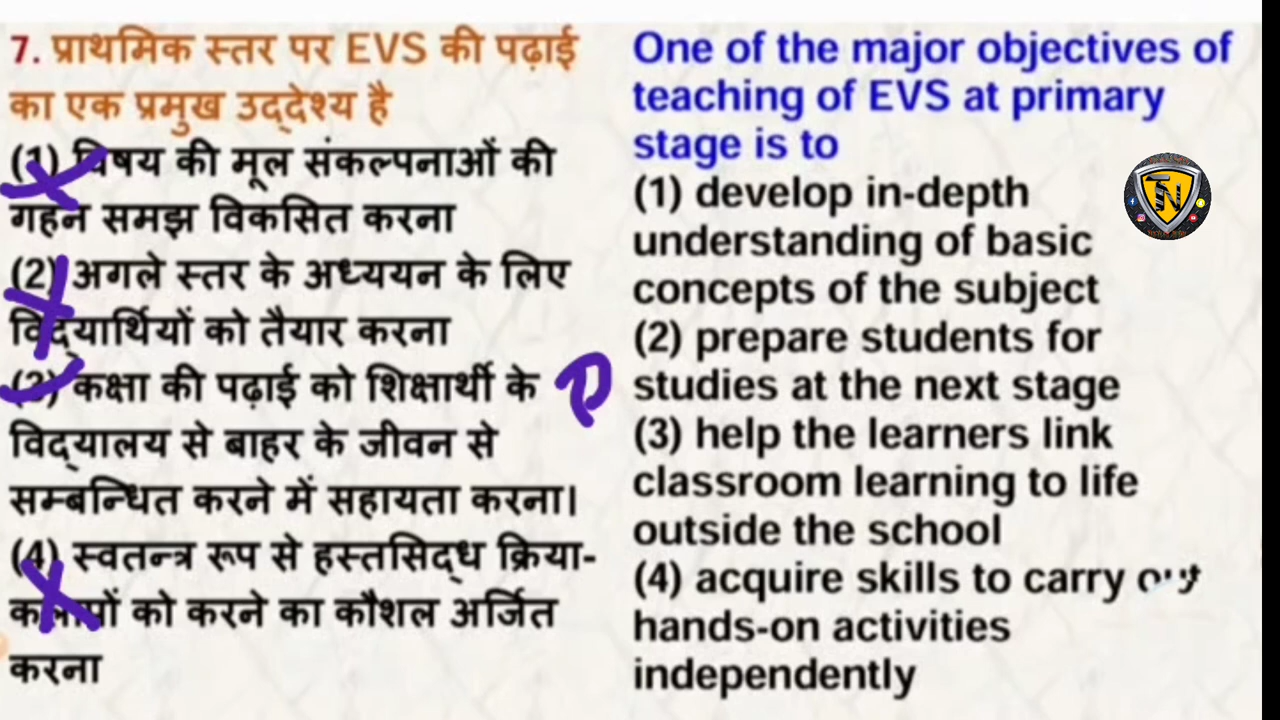 7. प्राथमिक स्तर पर EVS की पढ़ाई
का एक प्रमुख उद्देश्य है
(1) विषय की मूल संकल्पनाओं की
गहन समझ विकसित करना
(2) अगले स्तर के अध्ययन के लिए
विद्यार्थियों को तैयार करना
(3) कक्षा की पढ़ाई को शिक्षार्थी के
विद्यालय से बाहर के जीवन से
सम्बन्धित करने में सहायता करना।
(4) स्वतन्त्र रूप से हस्तसिद्ध क्रिया-
कलापों को करने का कौशल अर्जित
करना
One of the major objectives of
teaching of EVS at primary
stage is to
(1) develop in-depth
understanding of basic
concepts of the subject
(2) prepare students for
studies at the next stage
(3) help the learners link
classroom learning to life
outside the school
(4) acquire skills to carry out
hands-on activities
independently
TN